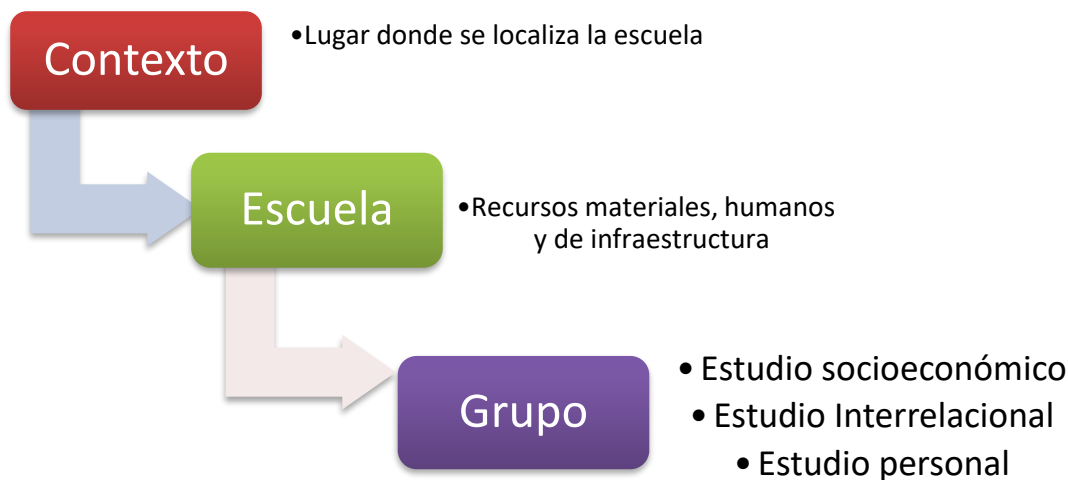 Contexto
•Lugar donde se localiza la escuela
Escuela
•Recursos materiales, humanos
y de infraestructura
Grupo
• Estudio socioeconómico
• Estudio Interrelacional
• Estudio personal